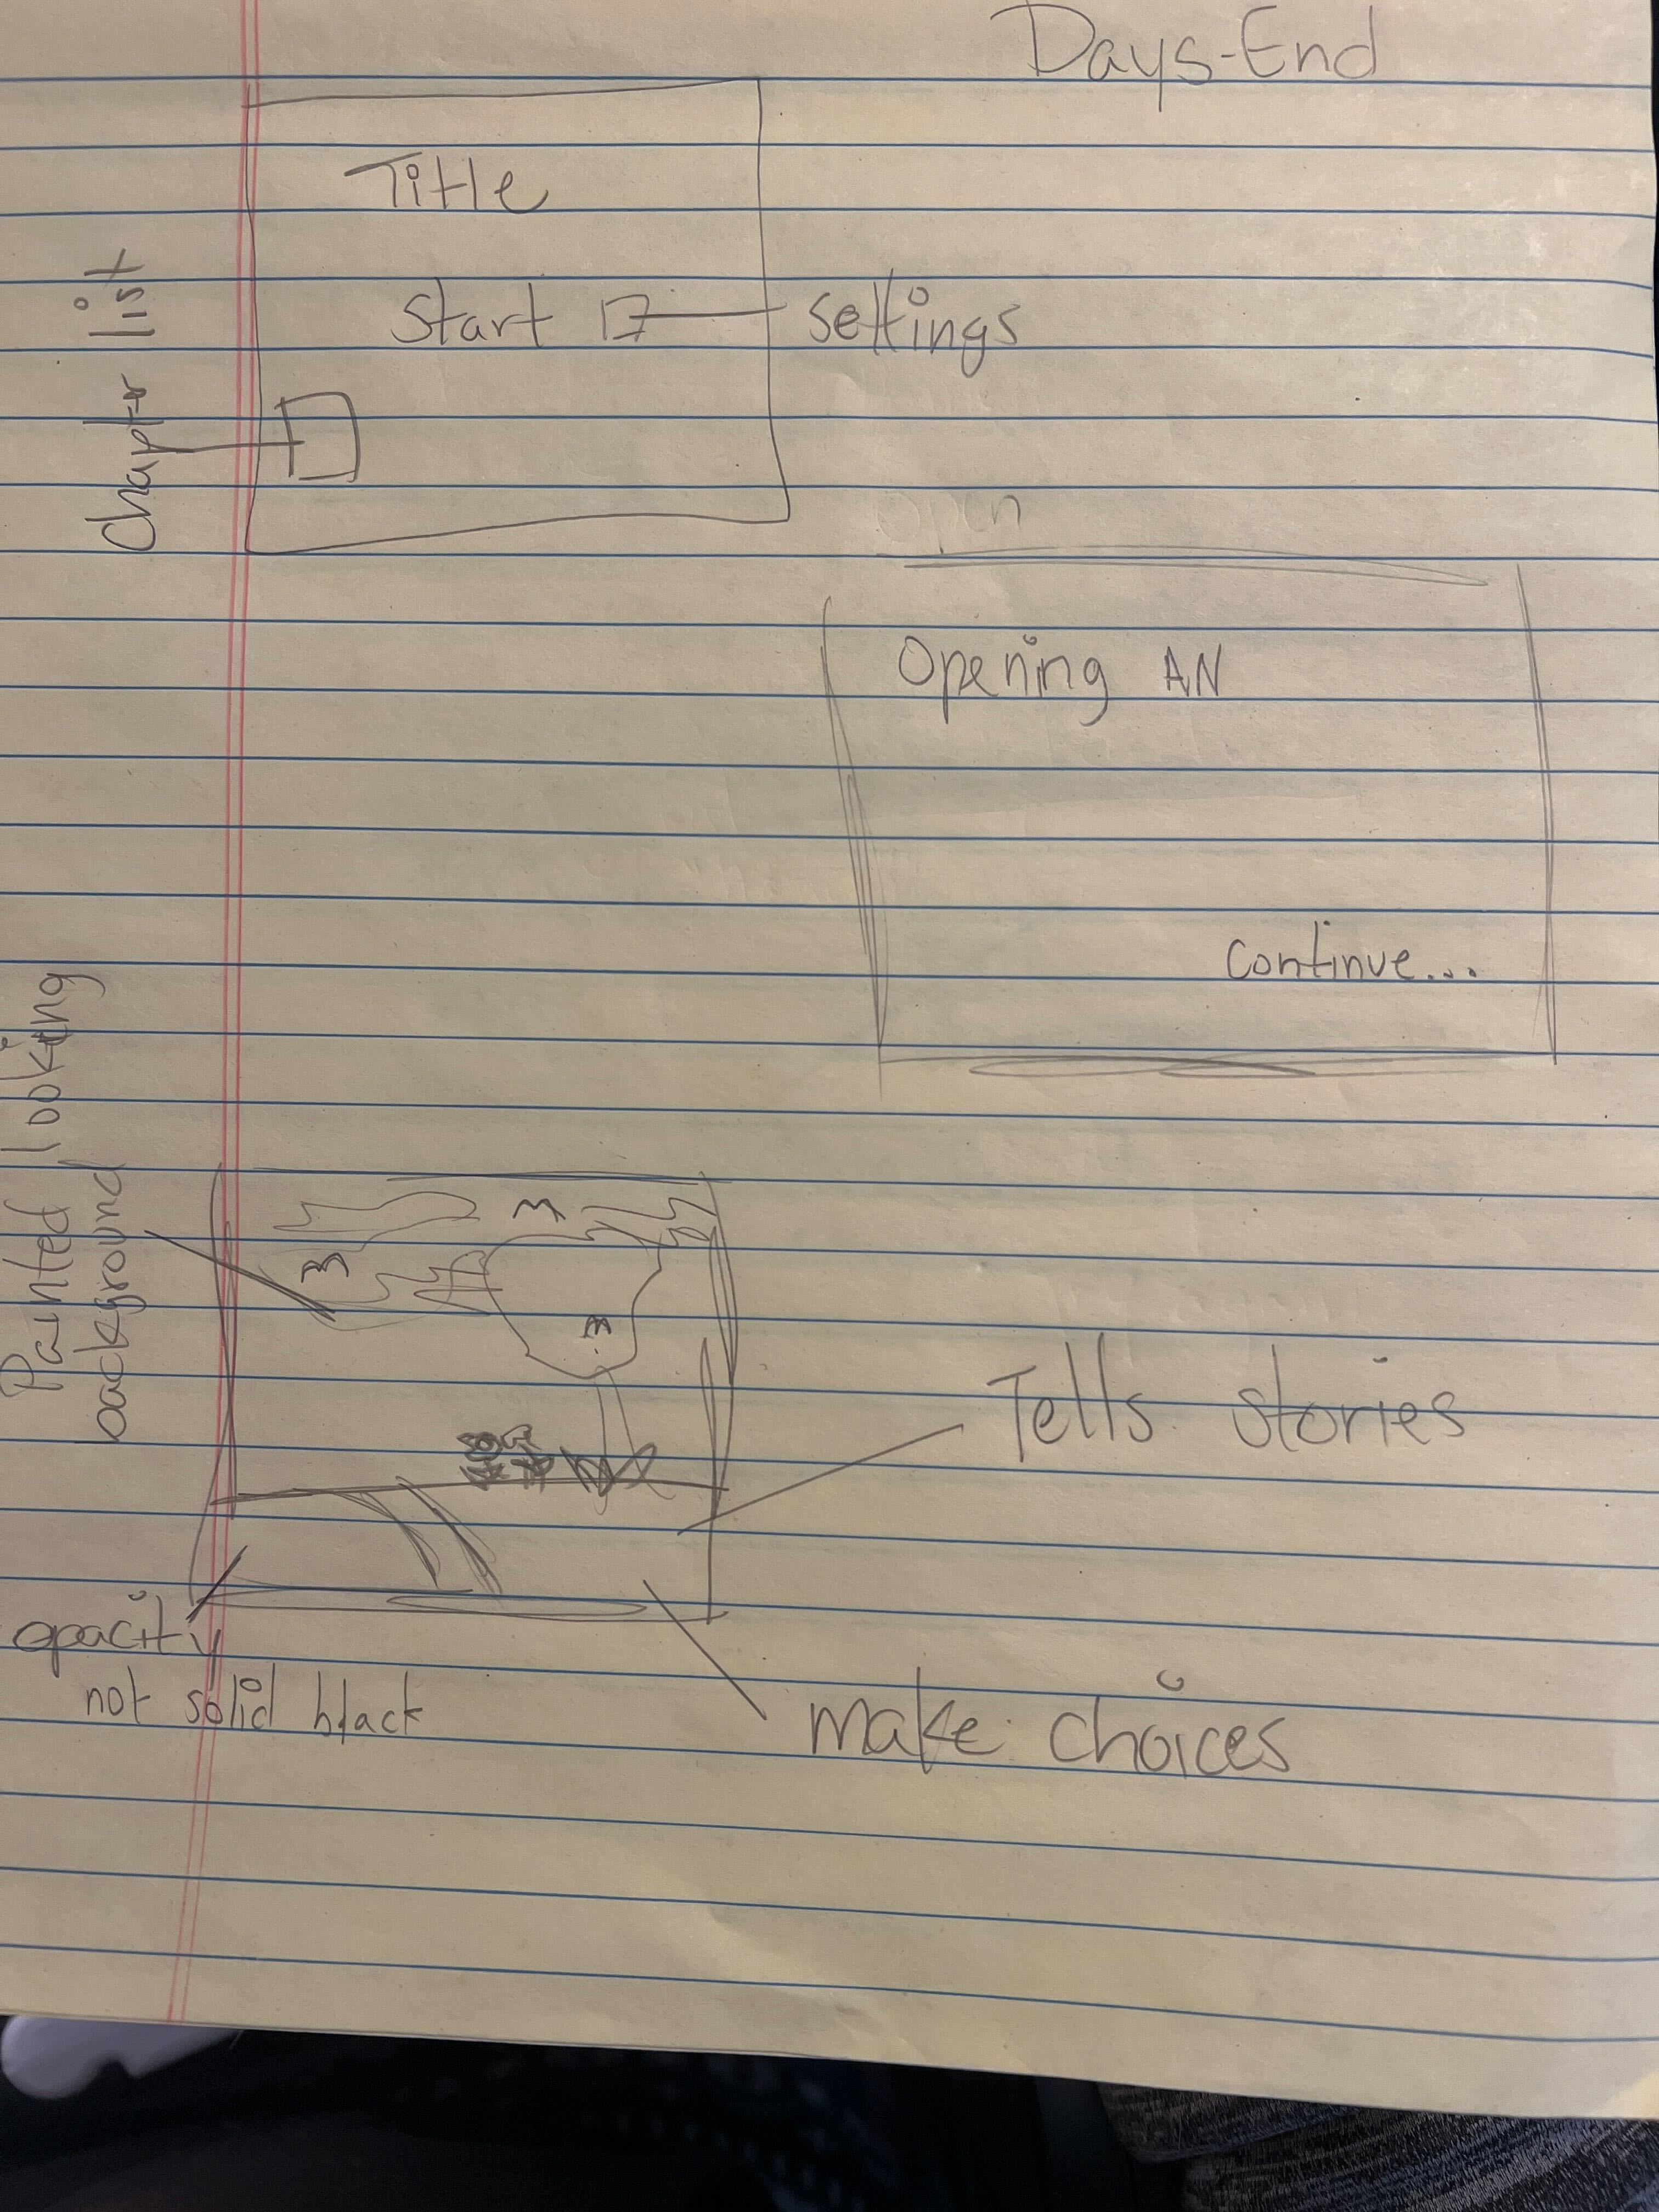 Days-End
Title
Start
settings
Chapter list
Open
Opening AN
Continue...
Painted looking
background
Tells stories
opacity
not solid black
make choices